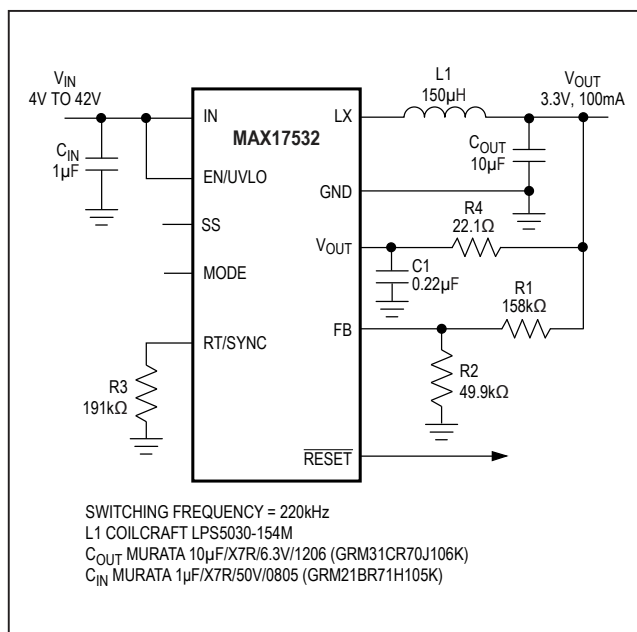 V_IN
4V TO 42V
C_IN
1µF
IN
MAX17532
LX
L1
150µH
V_OUT
3.3V, 100mA
C_OUT
10µF
EN/UVLO
GND
SS
R4
22.1Ω
V_OUT
MODE
C1
0.22µF
R1
158kΩ
FB
RT/SYNC
R3
191kΩ
R2
49.9kΩ
RESET
SWITCHING FREQUENCY = 220kHz
L1 COILCRAFT LPS5030-154M
C_OUT MURATA 10µF/X7R/6.3V/1206 (GRM31CR70J106K)
C_IN MURATA 1µF/X7R/50V/0805 (GRM21BR71H105K)